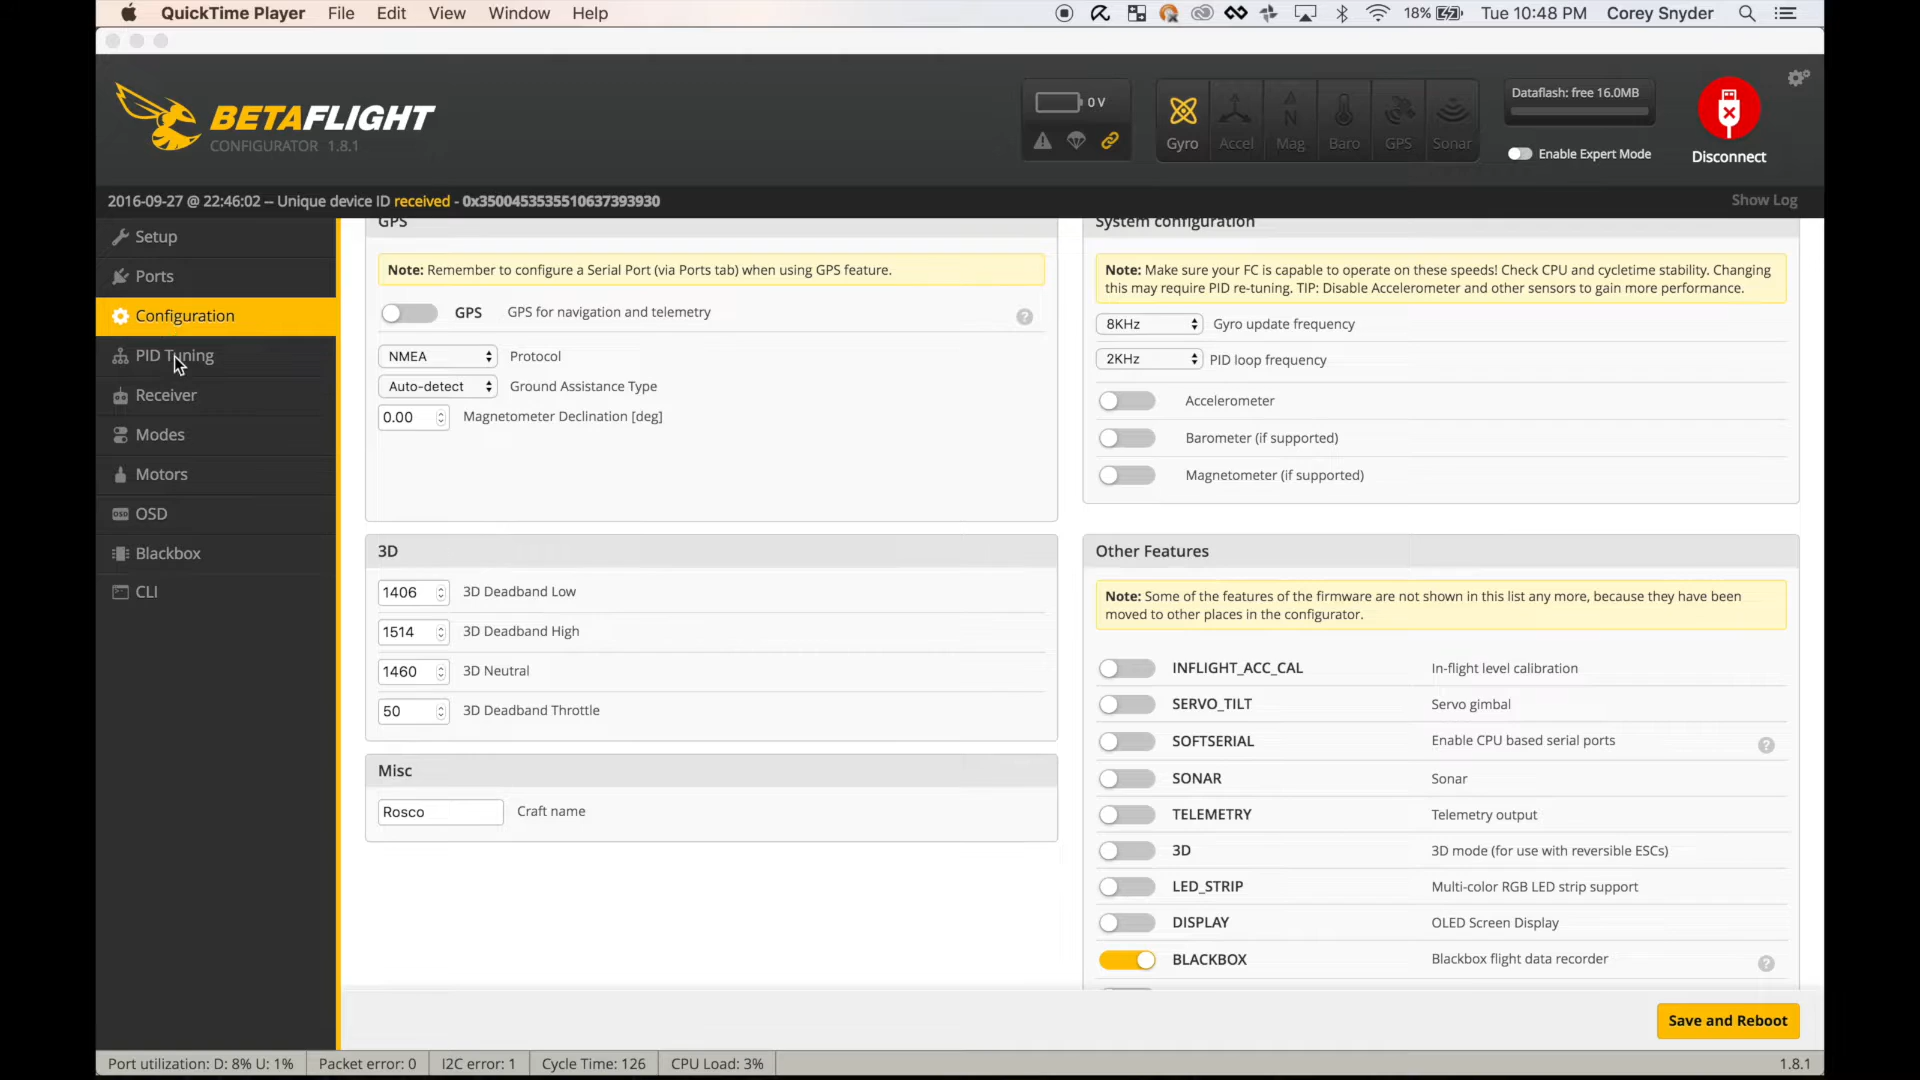 QuickTime Player File Edit View Window Help
18% Tue 10:48 PM Corey Snyder
BETAFLIGHT
CONFIGURATOR 1.8.1
0 V
Gyro Accel Mag Baro GPS Sonar
Dataflash: free 16.0MB
Enable Expert Mode
Disconnect
2016-09-27 @ 22:46:02 -- Unique device ID received - 0x3500453535510637393930
Show Log
Setup
Ports
Configuration
PID Tuning
Receiver
Modes
Motors
OSD
Blackbox
CLI
GPS
Note: Remember to configure a Serial Port (via Ports tab) when using GPS feature.
GPS GPS for navigation and telemetry
NMEA Protocol
Auto-detect Ground Assistance Type
0.00 Magnetometer Declination [deg]
3D
1406 3D Deadband Low
1514 3D Deadband High
1460 3D Neutral
50 3D Deadband Throttle
Misc
Rosco Craft name
System configuration
Note: Make sure your FC is capable to operate on these speeds! Check CPU and cycletime stability. Changing
this may require PID re-tuning. TIP: Disable Accelerometer and other sensors to gain more performance.
8KHz Gyro update frequency
2KHz PID loop frequency
Accelerometer
Barometer (if supported)
Magnetometer (if supported)
Other Features
Note: Some of the features of the firmware are not shown in this list any more, because they have been
moved to other places in the configurator.
INFLIGHT_ACC_CAL In-flight level calibration
SERVO_TILT Servo gimbal
SOFTSERIAL Enable CPU based serial ports
SONAR Sonar
TELEMETRY Telemetry output
3D 3D mode (for use with reversible ESCs)
LED_STRIP Multi-color RGB LED strip support
DISPLAY OLED Screen Display
BLACKBOX Blackbox flight data recorder
Save and Reboot
Port utilization: D: 8% U: 1% Packet error: 0 I2C error: 1 Cycle Time: 126 CPU Load: 3% 1.8.1